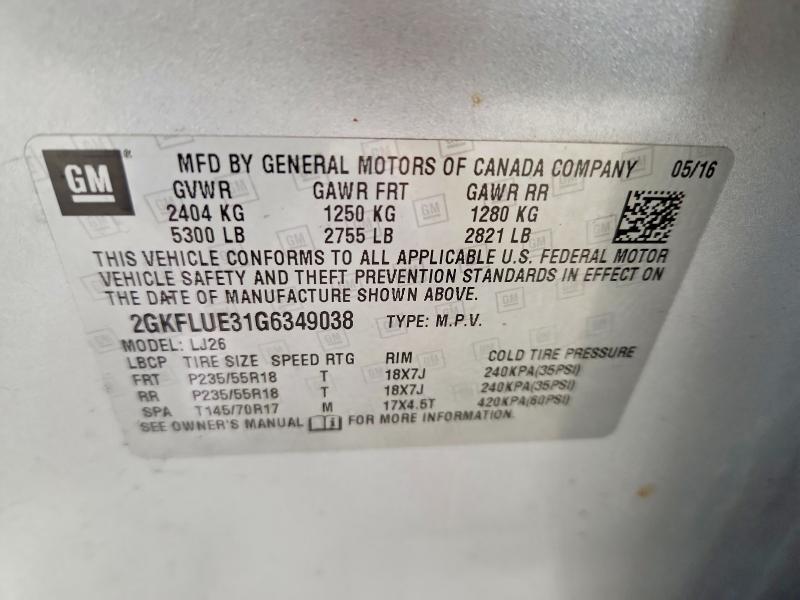 GM
MFD BY GENERAL MOTORS OF CANADA COMPANY 05/16
GVWR GAWR FRT GAWR RR
2404 KG 1250 KG 1280 KG
5300 LB 2755 LB 2821 LB
THIS VEHICLE CONFORMS TO ALL APPLICABLE U.S. FEDERAL MOTOR
VEHICLE SAFETY AND THEFT PREVENTION STANDARDS IN EFFECT ON
THE DATE OF MANUFACTURE SHOWN ABOVE.
2GKFLUE31G6349038 TYPE: M.P.V.
MODEL: LJ26
LBCP TIRE SIZE SPEED RTG RIM COLD TIRE PRESSURE
FRT P235/55R18 T 18X7J 240KPA(35PSI)
RR P235/55R18 T 18X7J 240KPA(35PSI)
SPA T145/70R17 M 17X4.5T 420KPA(60PSI)
SEE OWNER'S MANUAL FOR MORE INFORMATION.